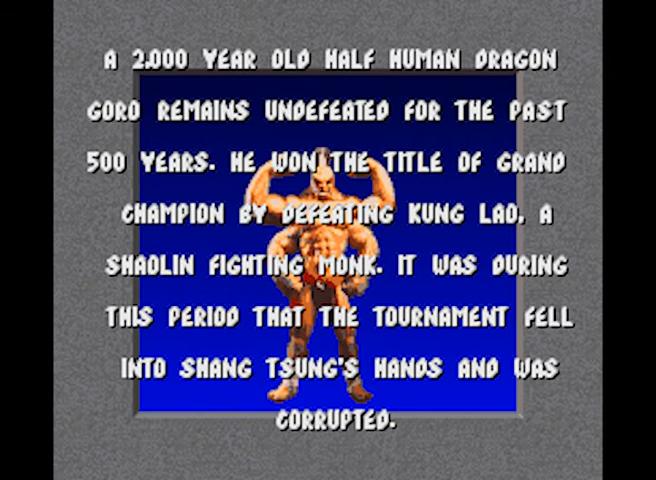 A 2,000 YEAR OLD HALF HUMAN DRAGON
GORO REMAINS UNDEFEATED FOR THE PAST
500 YEARS. HE WON THE TITLE OF GRAND
CHAMPION BY DEFEATING KUNG LAO, A
SHAOLIN FIGHTING MONK. IT WAS DURING
THIS PERIOD THAT THE TOURNAMENT FELL
INTO SHANG TSUNG'S HANDS AND WAS
CORRUPTED.